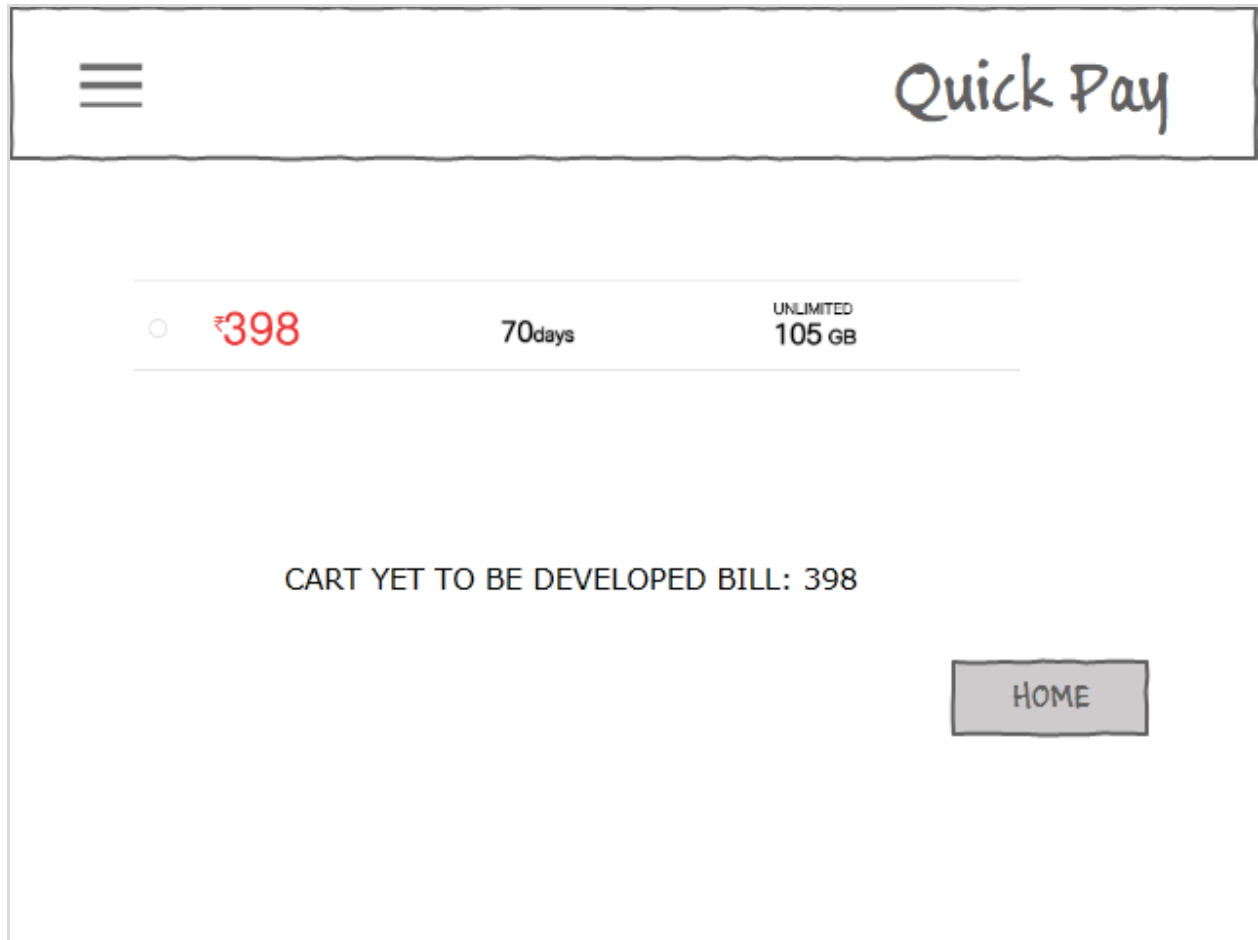 Quick Pay
₹398 70days UNLIMITED
105 GB
CART YET TO BE DEVELOPED BILL: 398
HOME